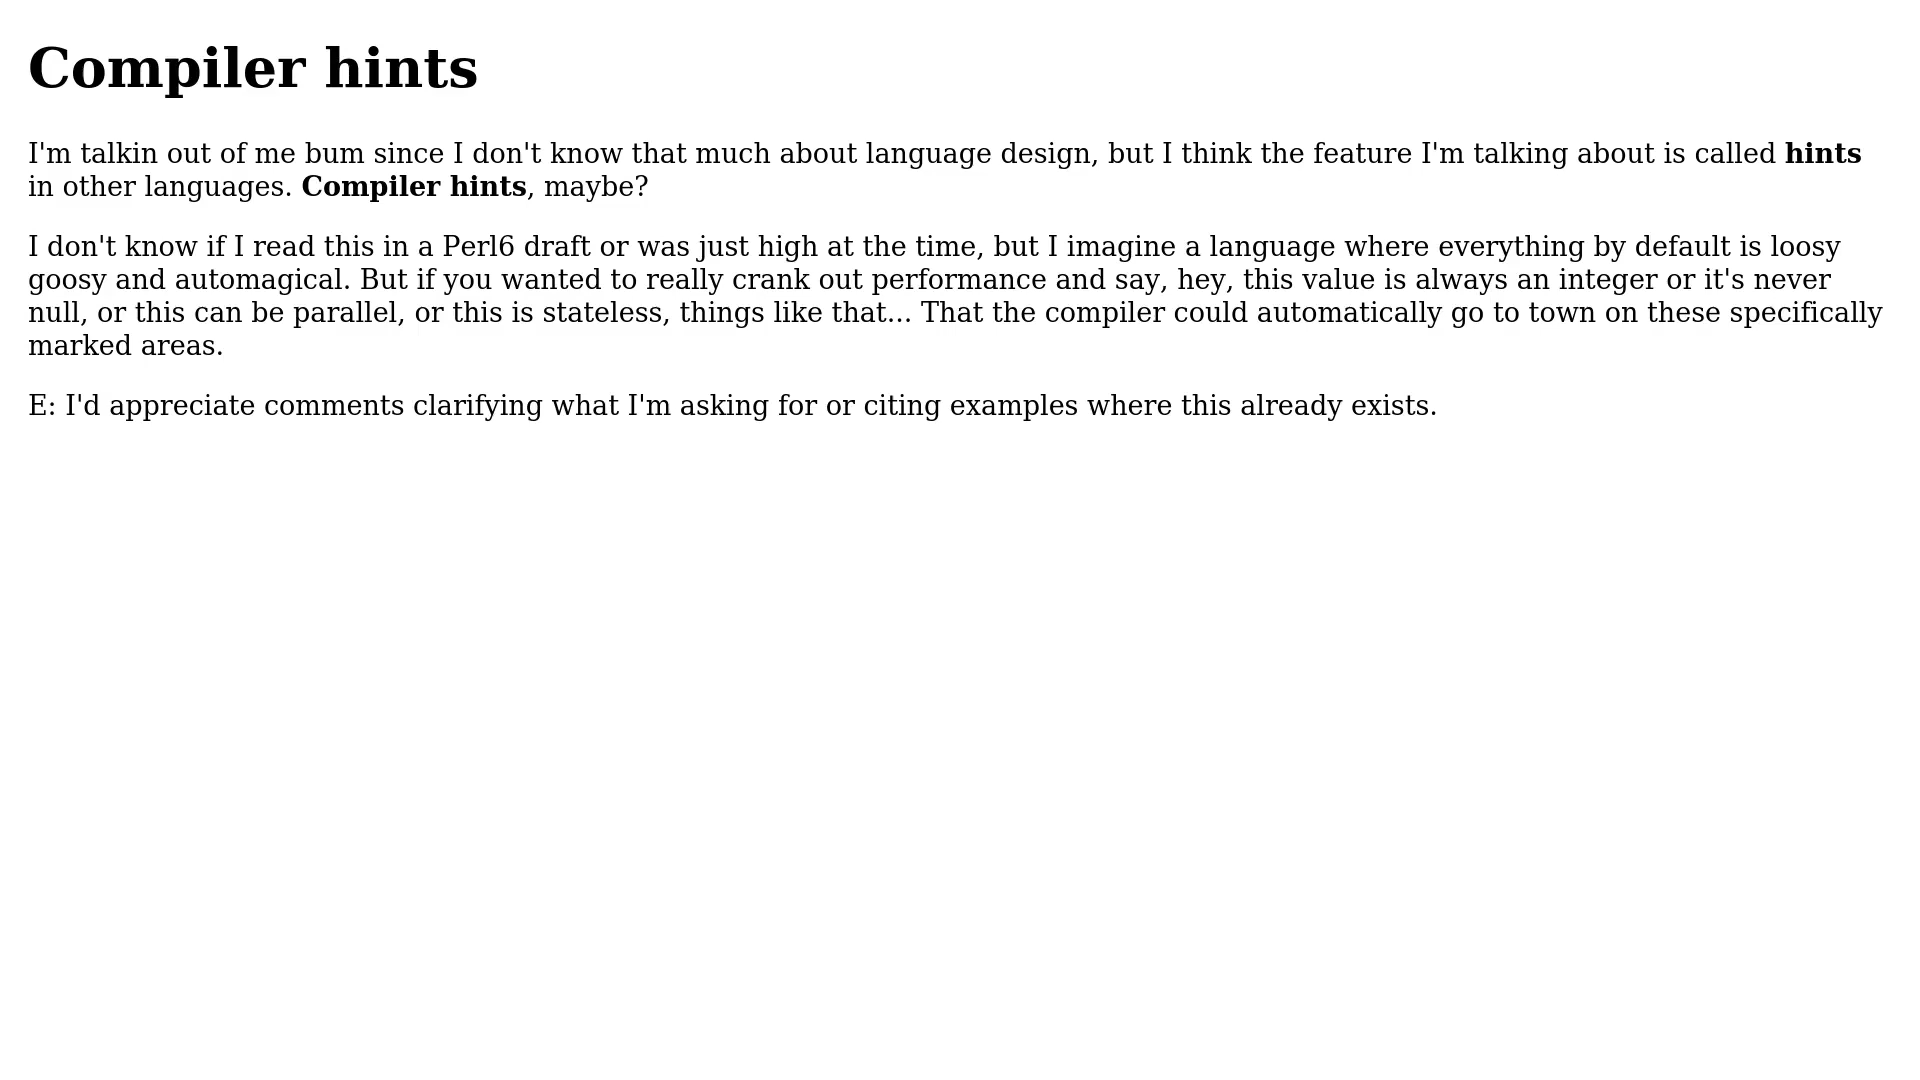 Compiler hints
I'm talkin out of me bum since I don't know that much about language design, but I think the feature I'm talking about is called hints
in other languages. Compiler hints, maybe?
I don't know if I read this in a Perl6 draft or was just high at the time, but I imagine a language where everything by default is loosy
goosy and automagical. But if you wanted to really crank out performance and say, hey, this value is always an integer or it's never
null, or this can be parallel, or this is stateless, things like that... That the compiler could automatically go to town on these specifically
marked areas.
E: I'd appreciate comments clarifying what I'm asking for or citing examples where this already exists.